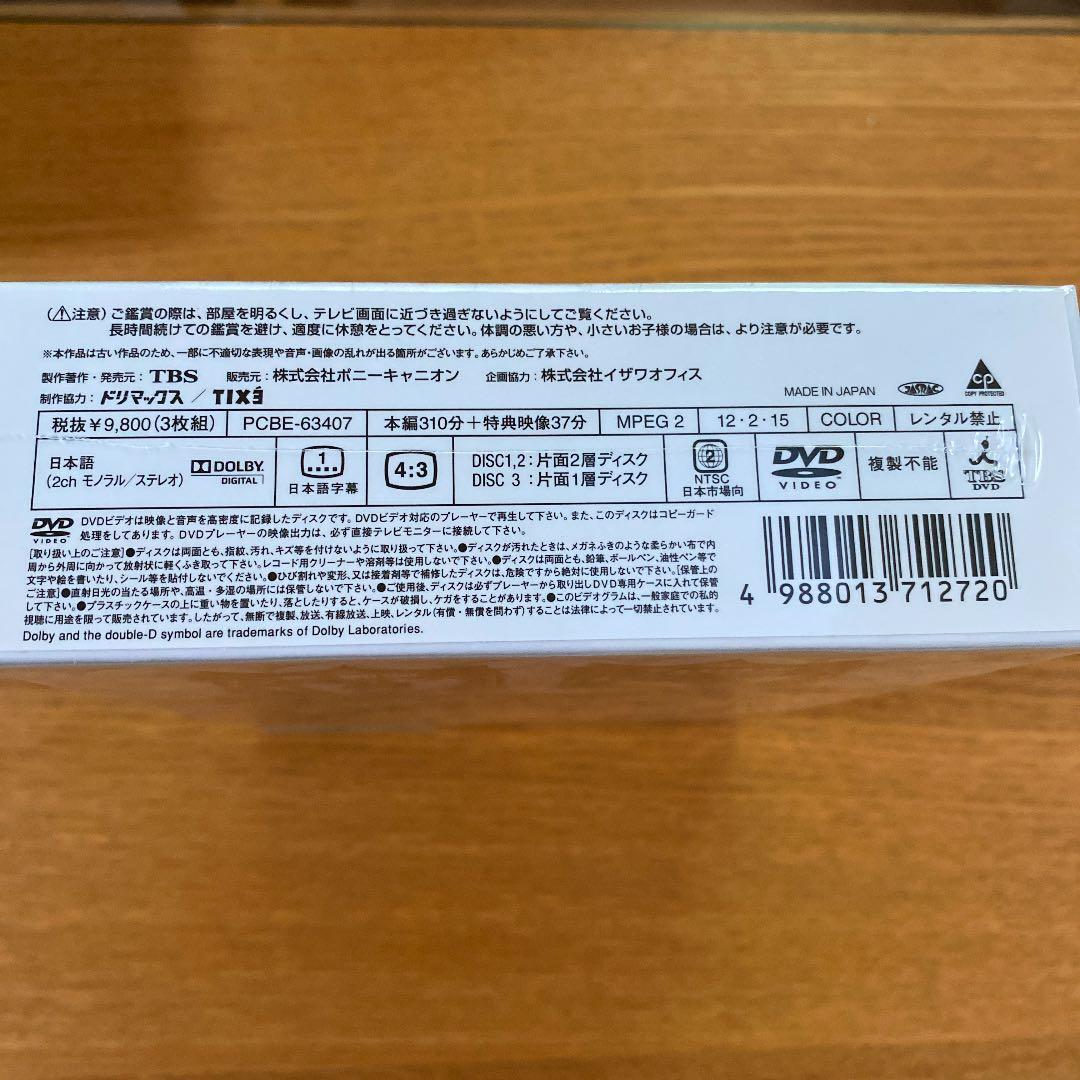 (⚠注意) ご鑑賞の際は、部屋を明るくし、テレビ画面に近づき過ぎないようにしてご覧ください。
長時間続けての鑑賞を避け、適度に休憩をとってください。体調の悪い方や、小さいお子様の場合は、より注意が必要です。
※本作品は古い作品のため、一部に不適切な表現や音声・画像の乱れが出る箇所がございます。あらかじめご了承下さい。
製作著作・発売元: TBS 販売元: 株式会社ポニーキャニオン 企画協力: 株式会社イザワオフィス
制作協力: ドリマックス / TIXÉ
MADE IN JAPAN JASRAC CP COPY PROTECTED
税抜¥9,800(3枚組) PCBE-63407 本編310分+特典映像37分 MPEG 2 12・2・15 COLOR レンタル禁止
日本語
(2ch モノラル/ステレオ)
DOLBY
DIGITAL
1
日本語字幕
4:3
DISC1,2:片面2層ディスク
DISC 3:片面1層ディスク
2
NTSC
日本市場向
DVD
VIDEO
複製不能
TBS
DVD
DVD
VIDEO
DVDビデオは映像と音声を高密度に記録したディスクです。DVDビデオ対応のプレーヤーで再生して下さい。また、このディスクはコピーガード
処理をしてあります。DVDプレーヤーの映像出力は、必ず直接テレビモニターに接続して下さい。
[取り扱い上のご注意]●ディスクは両面とも、指紋、汚れ、キズ等を付けないように取り扱って下さい。●ディスクが汚れたときは、メガネふきのような柔らかい布で内
周から外周に向かって放射状に軽くふき取って下さい。レコード用クリーナーや溶剤等は使用しないで下さい。●ディスクは両面とも、鉛筆、ボールペン、油性ペン等で
文字や絵を書いたり、シール等を貼付しないでください。●ひび割れや変形、又は接着剤等で補修したディスクは、危険ですから絶対に使用しないで下さい。[保管上の
ご注意]●直射日光の当たる場所や、高温・多湿の場所には保管しないで下さい。●ご使用後、ディスクは必ずプレーヤーから取り出しDVD専用ケースに入れて保管
して下さい。●プラスチックケースの上に重い物を置いたり、落としたりすると、ケースが破損し、ケガをすることがあります。●このビデオグラムは、一般家庭での私的
視聴に用途を限って販売されています。したがって、無断で複製、放送、有線放送、上映、レンタル(有償・無償を問わず)することは法律によって一切禁止されています。
Dolby and the double-D symbol are trademarks of Dolby Laboratories.
4 988013 712720